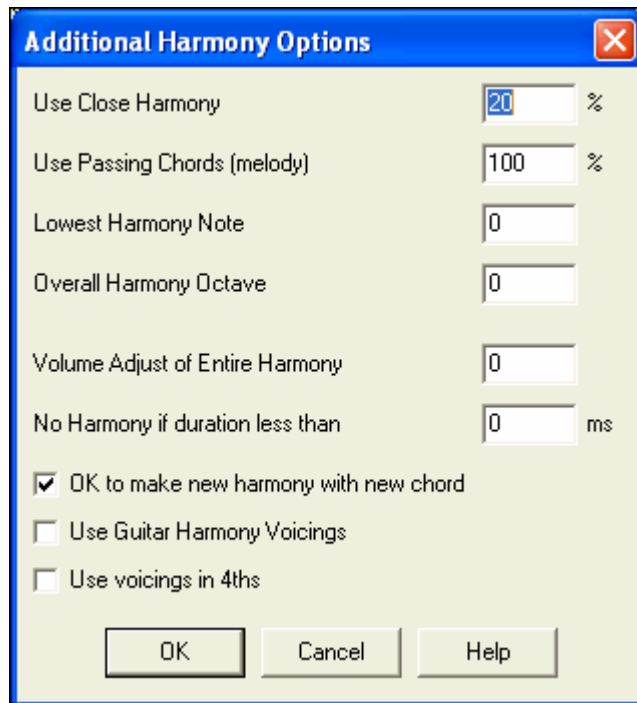 Additional Harmony Options
Use Close Harmony 20 %
Use Passing Chords (melody) 100 %
Lowest Harmony Note 0
Overall Harmony Octave 0
Volume Adjust of Entire Harmony 0
No Harmony if duration less than 0 ms
OK to make new harmony with new chord
Use Guitar Harmony Voicings
Use voicings in 4ths
OK Cancel Help